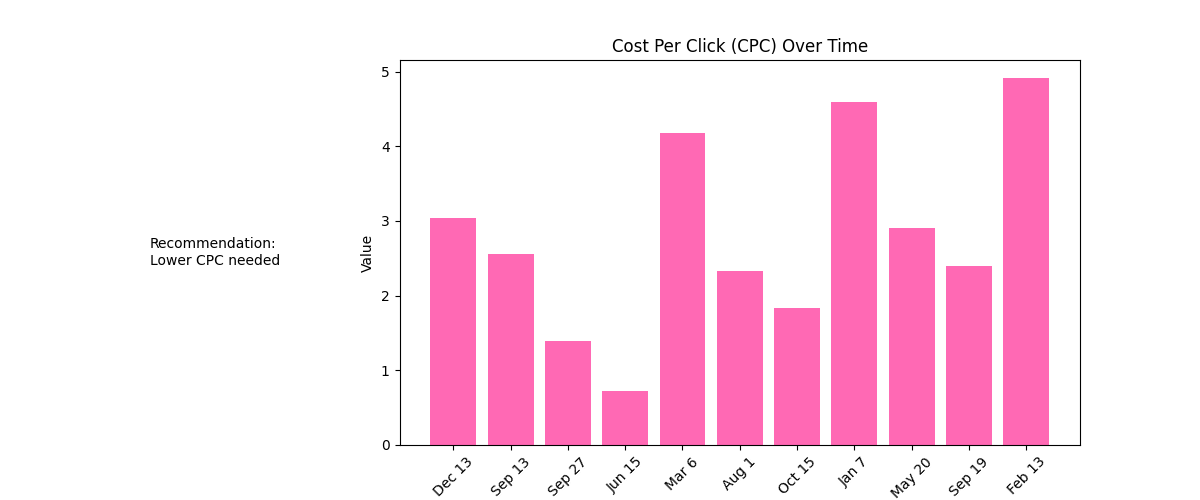 Cost Per Click (CPC) Over Time
Recommendation:
Lower CPC needed
Value
5
4
3
2
1
0
Dec 13
Sep 13
Sep 27
Jun 15
Mar 6
Aug 1
Oct 15
Jan 7
May 20
Sep 19
Feb 13